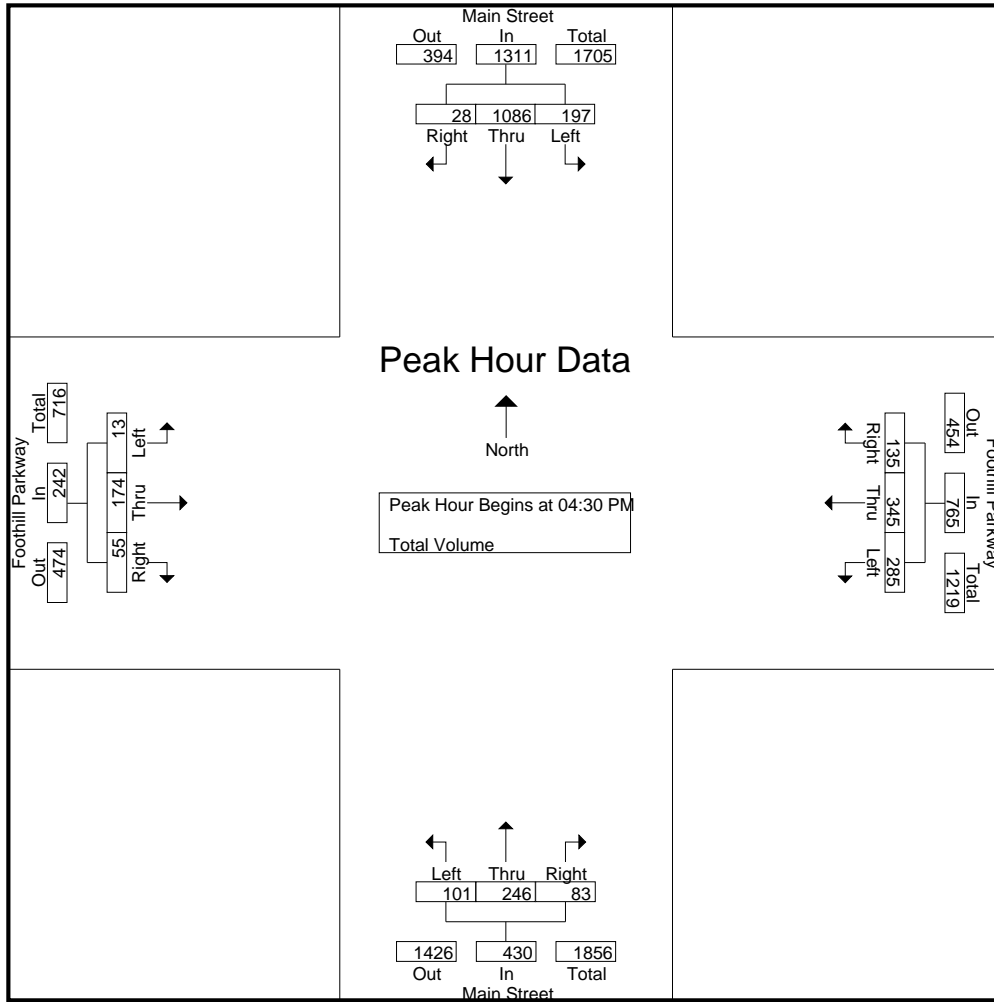 Main Street
Out In Total
394 1311 1705
28 1086 197
Right Thru Left
Peak Hour Data
North
Peak Hour Begins at 04:30 PM
Total Volume
Foothill Parkway
Out In Total
474 242 716
13 174 55
Left Thru Right
Foothill Parkway
Out In Total
454 765 1219
135 345 285
Right Thru Left
Left Thru Right
101 246 83
1426 430 1856
Out In Total
Main Street